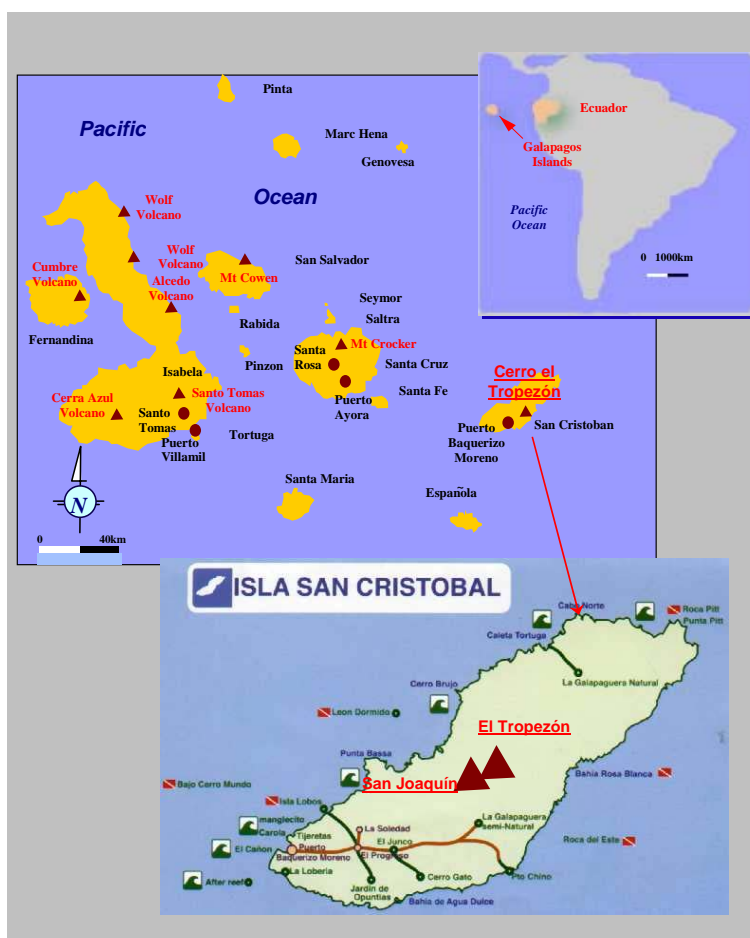 Pinta
Pacific
Marc Hena
Genovesa
Ocean
Wolf
Volcano
Wolf
Volcano
San Salvador
Cumbre
Volcano
Alcedo
Volcano
Mt Cowen
Seymor
Saltra
Rabida
Fernandina
Mt Crocker
Santa
Rosa
Pinzon
Santa Cruz
Isabela
Santa Fe
Cerra Azul
Volcano
Santo Tomas
Volcano
Puerto
Ayora
Santo
Tomas
Tortuga
Puerto
Villamil
Cerro el
Tropezón
San Cristoban
Puerto
Baquerizo
Moreno
Santa Maria
Española
N
0 40km
Ecuador
Galapagos
Islands
Pacific
Ocean
0 1000km
ISLA SAN CRISTOBAL
Cabo Norte
Roca Pitt
Punta Pitt
Caleta Tortuga
La Galapaguera Natural
Cerro Brujo
Leon Dormido
El Tropezón
Punta Bassa
San Joaquín
Bahia Rosa Blanca
Bajo Cerro Mundo
Isla Lobos
manglecito
Carola
Tijeretas
La Soledad
La Galapaguera
semi-Natural
El Cañon
Puerto
Baquerizo Moreno
El Progreso
El Junco
Roca del Este
La Loberia
After reef
Jardin de
Opuntias
Cerro Gato
Pto Chino
Bahia de Agua Dulce